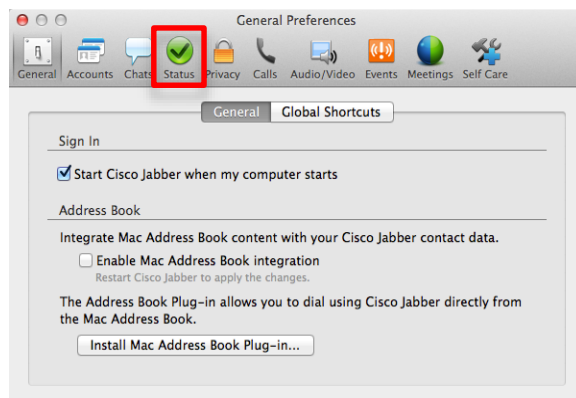 General Preferences
General Accounts Chats Status Privacy Calls Audio/Video Events Meetings Self Care
General Global Shortcuts
Sign In
Start Cisco Jabber when my computer starts
Address Book
Integrate Mac Address Book content with your Cisco Jabber contact data.
Enable Mac Address Book integration
Restart Cisco Jabber to apply the changes.
The Address Book Plug-in allows you to dial using Cisco Jabber directly from
the Mac Address Book.
Install Mac Address Book Plug-in...